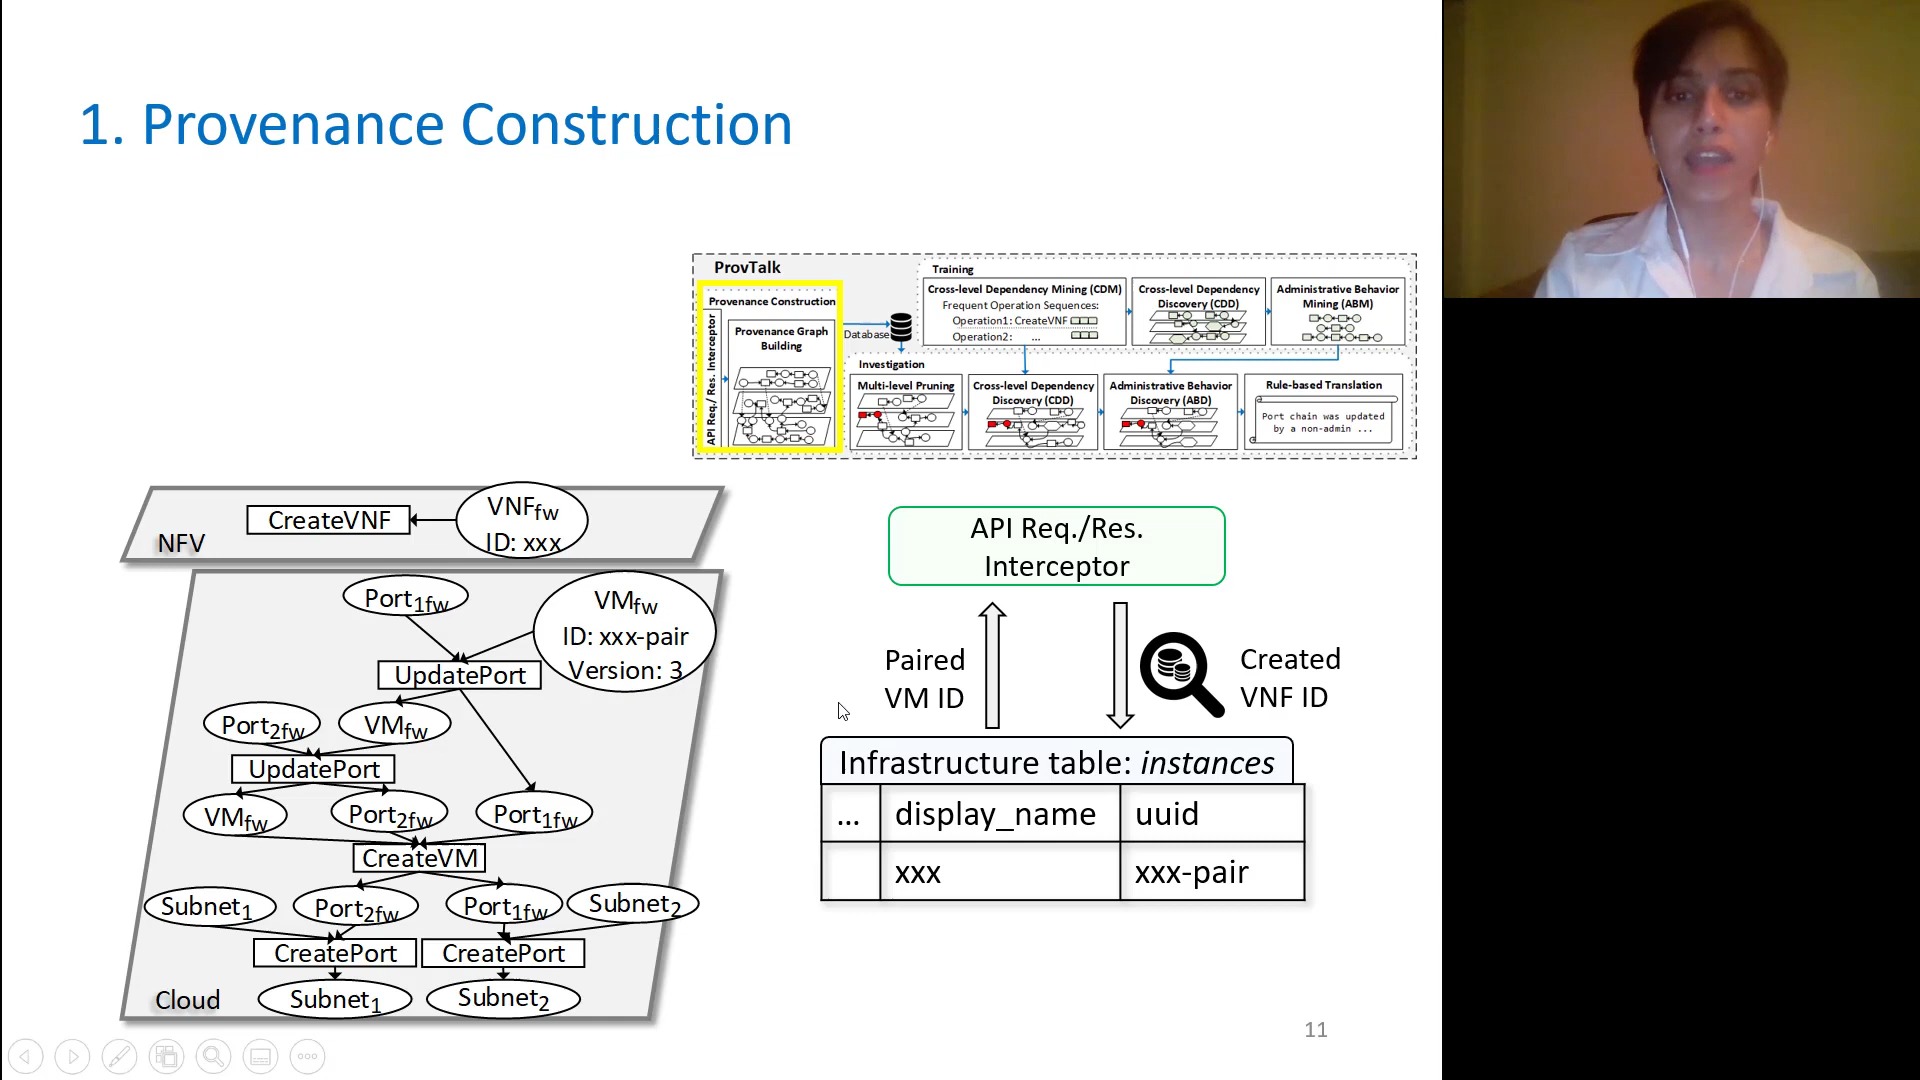 1. Provenance Construction
ProvTalk
Provenance Construction
API Req./ Res. Interceptor
Provenance Graph
Building
Database
Training
Cross-level Dependency Mining (CDM)
Frequent Operation Sequences:
Operation1: CreateVNF
Operation2: ...
Cross-level Dependency
Discovery (CDD)
Administrative Behavior
Mining (ABM)
Investigation
Multi-level Pruning
Cross-level Dependency
Discovery (CDD)
Administrative Behavior
Discovery (ABD)
Rule-based Translation
Port chain was updated
by a non-admin ...
CreateVNF
VNFfw
ID: xxx
NFV
Port1fw
VMfw
ID: xxx-pair
Version: 3
UpdatePort
Port2fw
VMfw
UpdatePort
VMfw
Port2fw
Port1fw
CreateVM
Subnet1
Port2fw
Port1fw
Subnet2
CreatePort
CreatePort
Subnet1
Subnet2
Cloud
API Req./Res.
Interceptor
Paired
VM ID
Created
VNF ID
Infrastructure table: instances
... display_name uuid
xxx xxx-pair
11